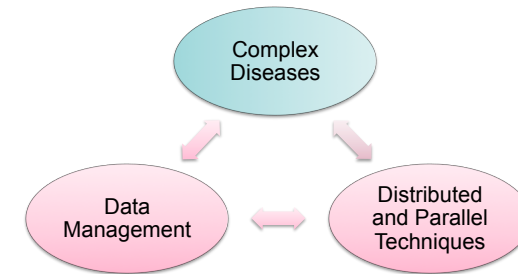 Complex
Diseases
Data
Management
Distributed
and Parallel
Techniques